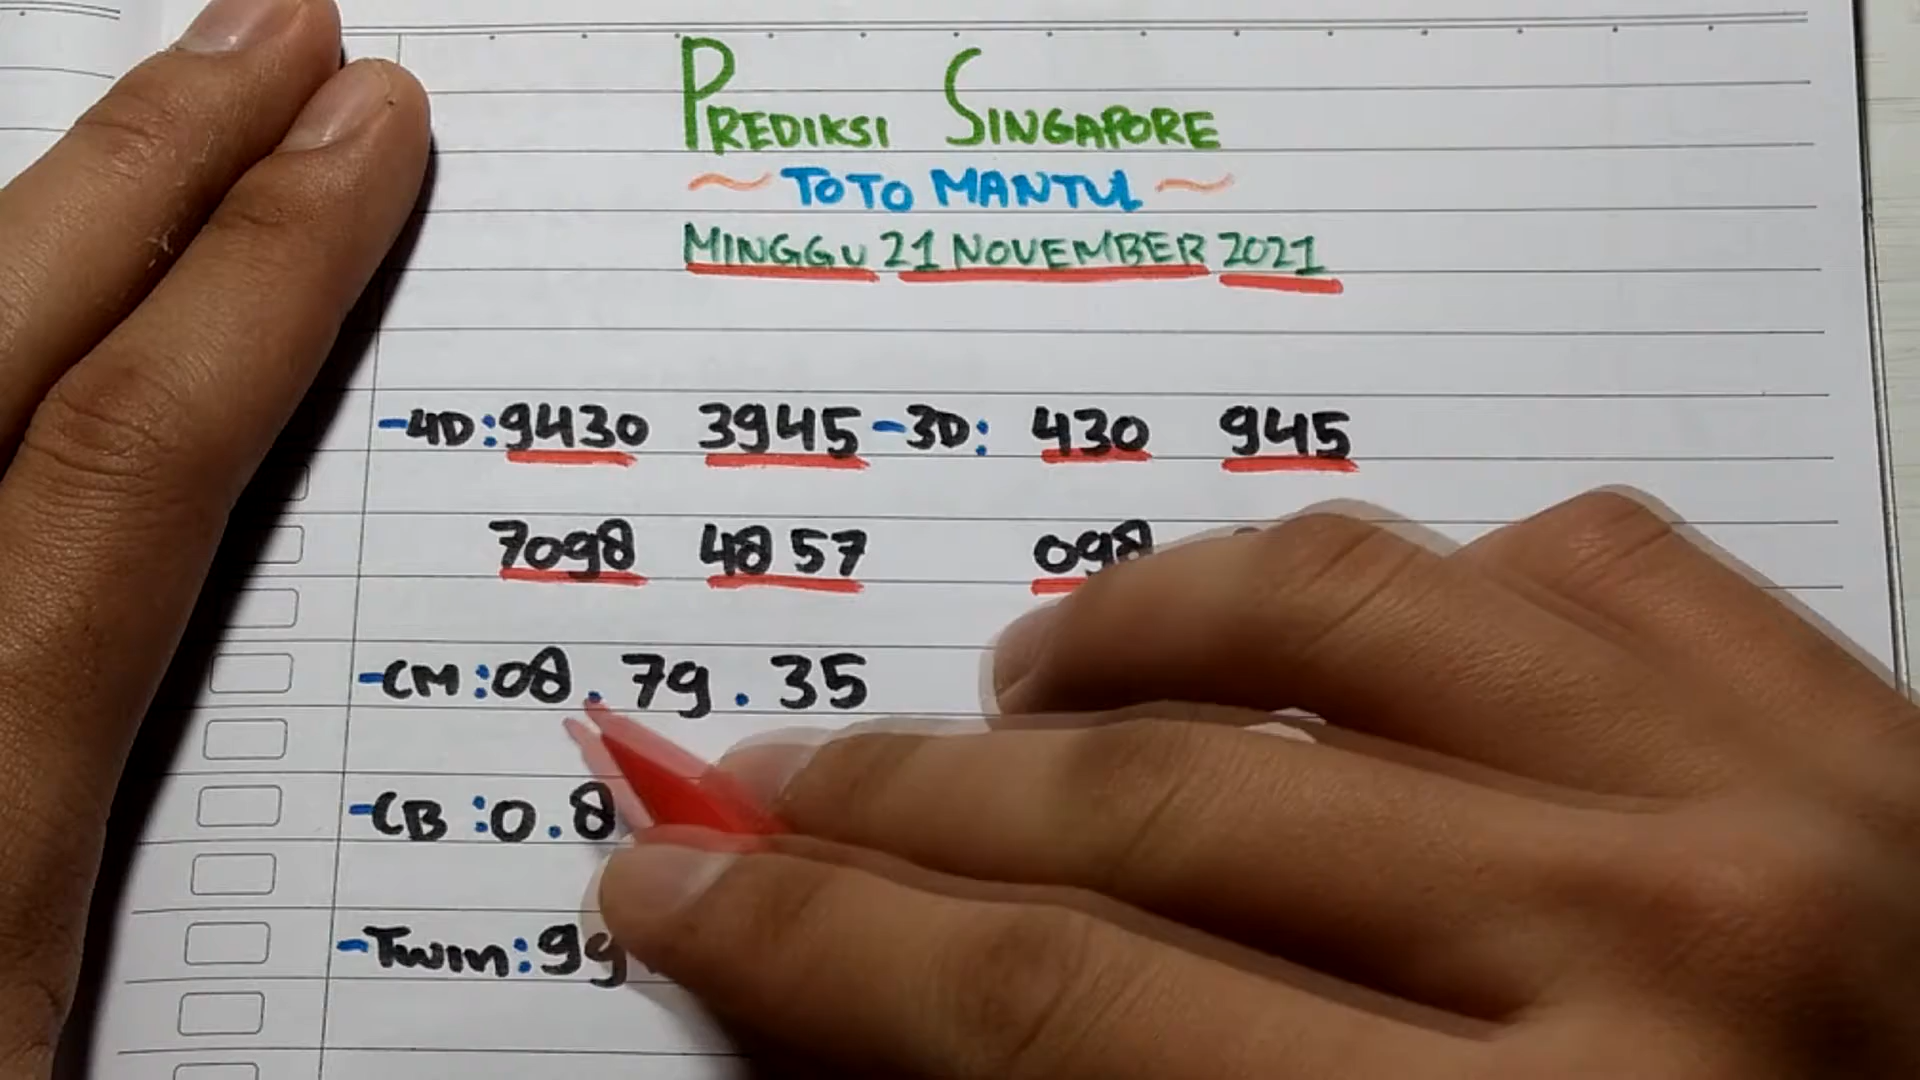 PREDIKSI SINGAPORE
~ TOTO MANTUL ~
MINGGU 21 NOVEMBER 2021
-4D: 9430 3945 -3D: 430 945
7098 4857 098
-CM: 08. 79. 35
-CB: 0.8
-Twin: 99